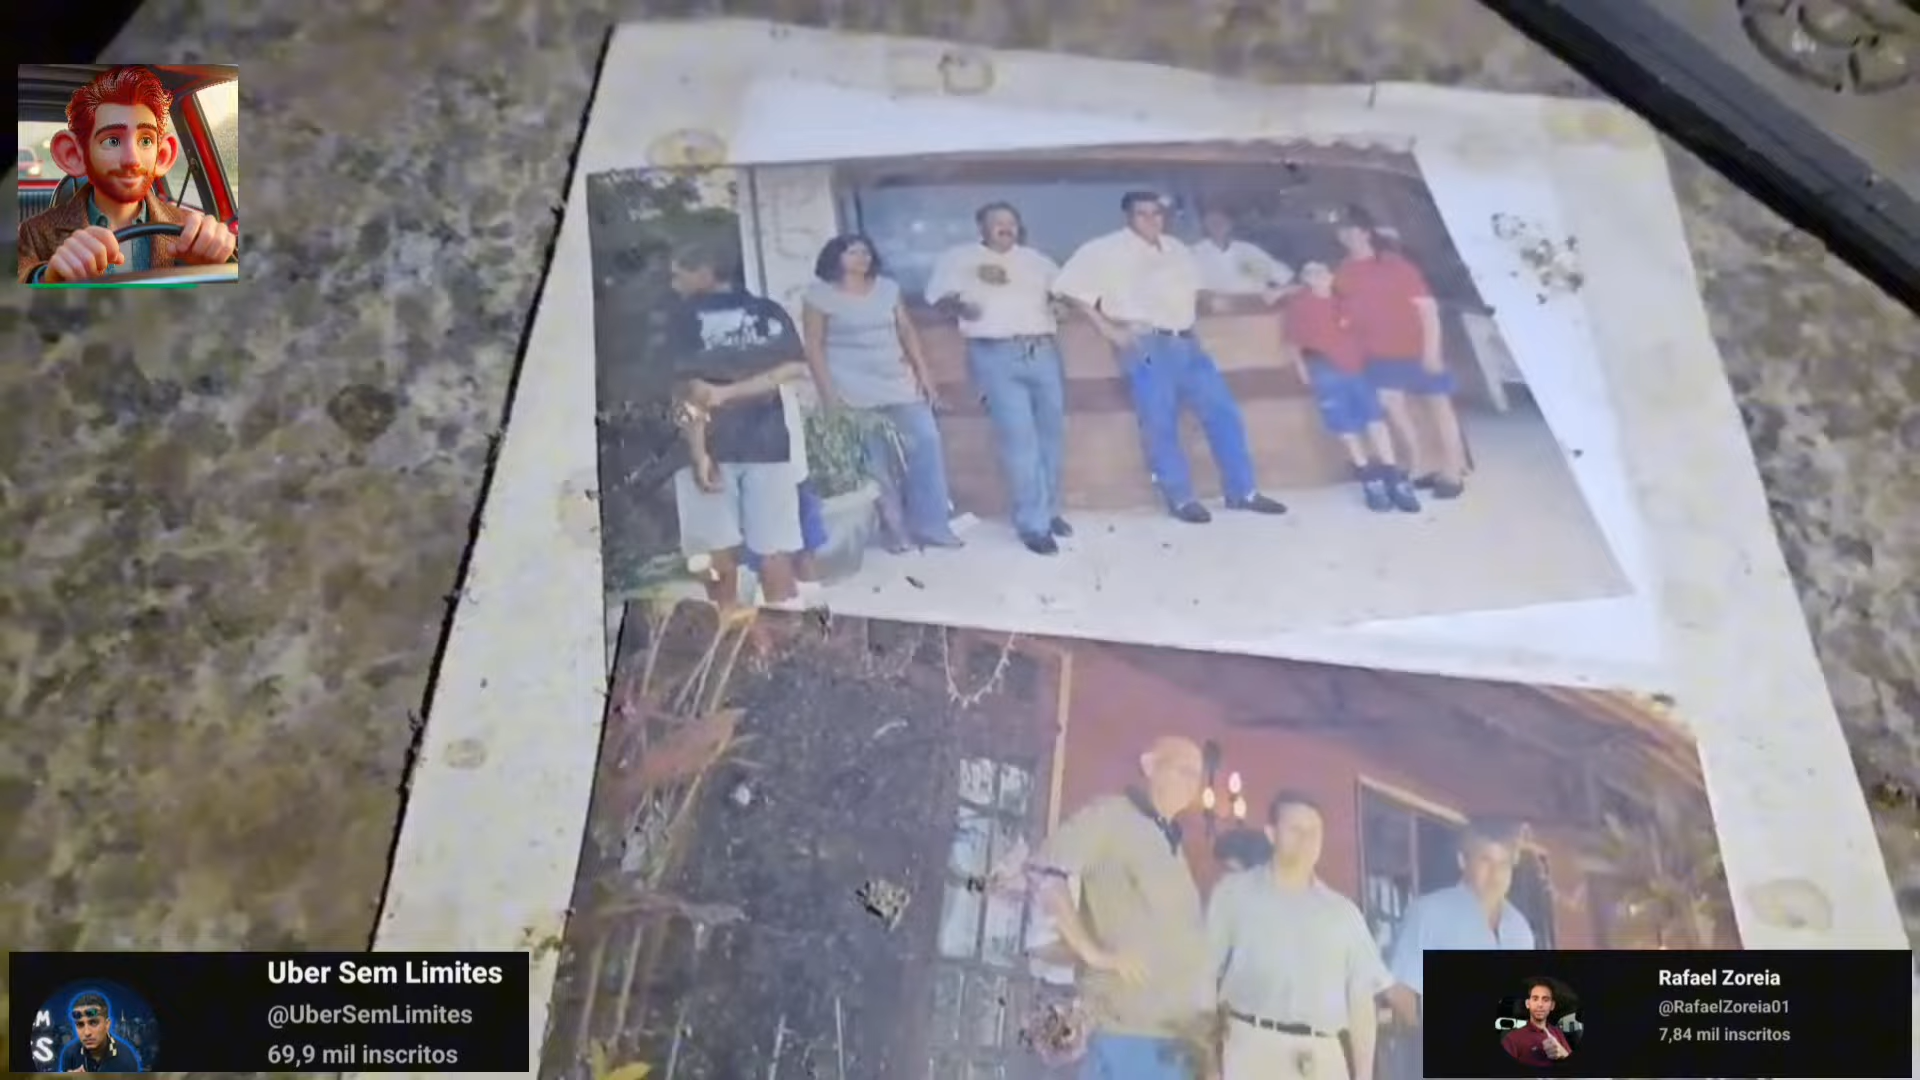 Uber Sem Limites
@UberSemLimites
69,9 mil inscritos
Rafael Zoreia
@RafaelZoreia01
7,84 mil inscritos